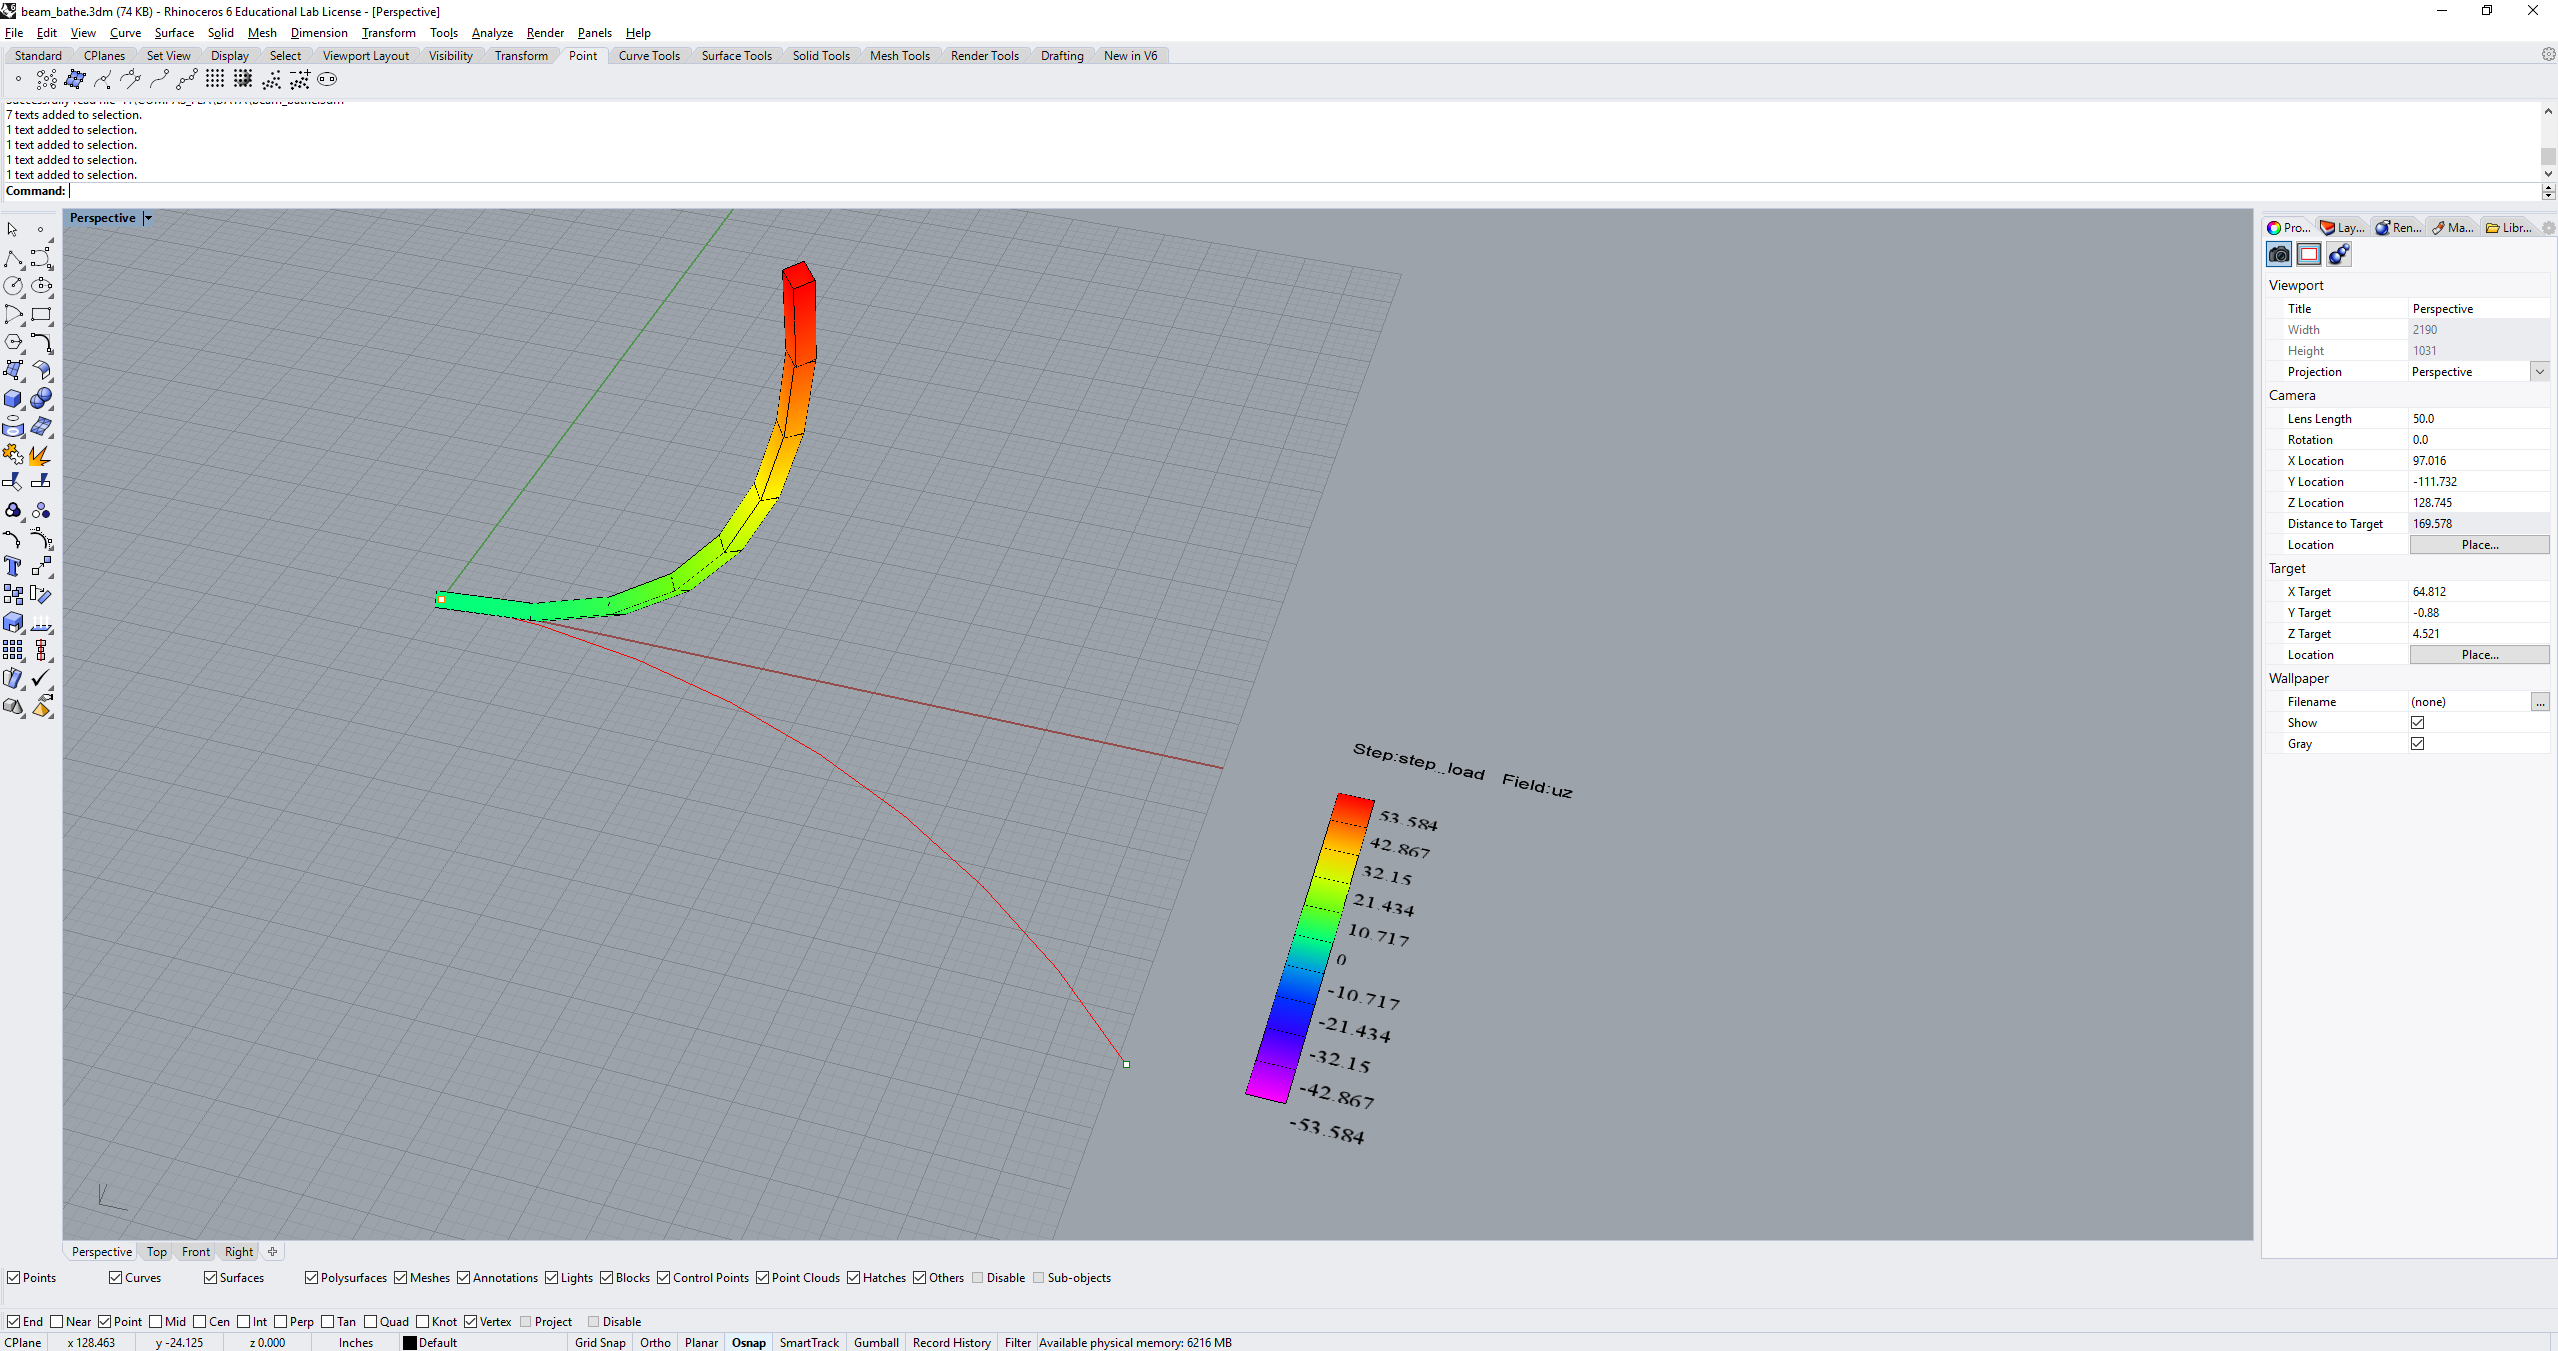 beam_bathe.3dm (74 KB) - Rhinoceros 6 Educational Lab License - [Perspective]
File Edit View Curve Surface Solid Mesh Dimension Transform Tools Analyze Render Panels Help
Standard CPlanes Set View Display Select Viewport Layout Visibility Transform Point Curve Tools Surface Tools Solid Tools Mesh Tools Render Tools Drafting New in V6
7 texts added to selection.
1 text added to selection.
1 text added to selection.
1 text added to selection.
1 text added to selection.
Command:
Perspective
Step:step_load Field:uz
53.584
42.867
32.15
21.434
10.717
0
-10.717
-21.434
-32.15
-42.867
-53.584
Pro... Lay... Ren... Ma... Libr...
Viewport
Title Perspective
Width 2190
Height 1031
Projection Perspective
Camera
Lens Length 50.0
Rotation 0.0
X Location 97.016
Y Location -111.732
Z Location 128.745
Distance to Target 169.578
Location Place...
Target
X Target 64.812
Y Target -0.88
Z Target 4.521
Location Place...
Wallpaper
Filename (none) ...
Show
Gray
Perspective Top Front Right
Points Curves Surfaces Polysurfaces Meshes Annotations Lights Blocks Control Points Point Clouds Hatches Others Disable Sub-objects
End Near Point Mid Cen Int Perp Tan Quad Knot Vertex Project Disable
CPlane x 128.463 y -24.125 z 0.000 Inches Default Grid Snap Ortho Planar Osnap SmartTrack Gumball Record History Filter Available physical memory: 6216 MB